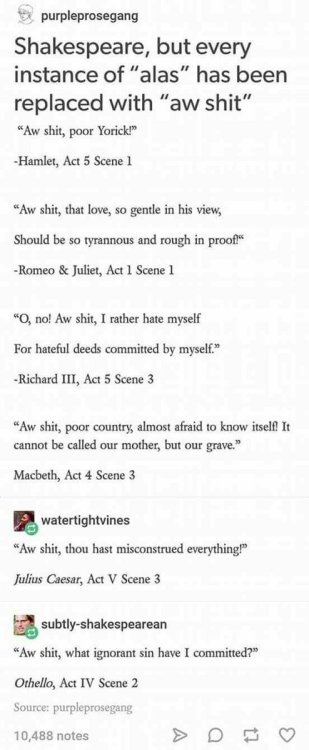 purpleprosegang
Shakespeare, but every
instance of "alas" has been
replaced with "aw shit"
"Aw shit, poor Yorick!"
-Hamlet, Act 5 Scene 1
"Aw shit, that love, so gentle in his view,
Should be so tyrannous and rough in proof!"
-Romeo & Juliet, Act 1 Scene 1
"O, no! Aw shit, I rather hate myself
For hateful deeds committed by myself."
-Richard III, Act 5 Scene 3
"Aw shit, poor country, almost afraid to know itself! It
cannot be called our mother, but our grave."
Macbeth, Act 4 Scene 3
watertightvines
"Aw shit, thou hast misconstrued everything!"
Julius Caesar, Act V Scene 3
subtly-shakespearean
"Aw shit, what ignorant sin have I committed?"
Othello, Act IV Scene 2
Source: purpleprosegang
10,488 notes